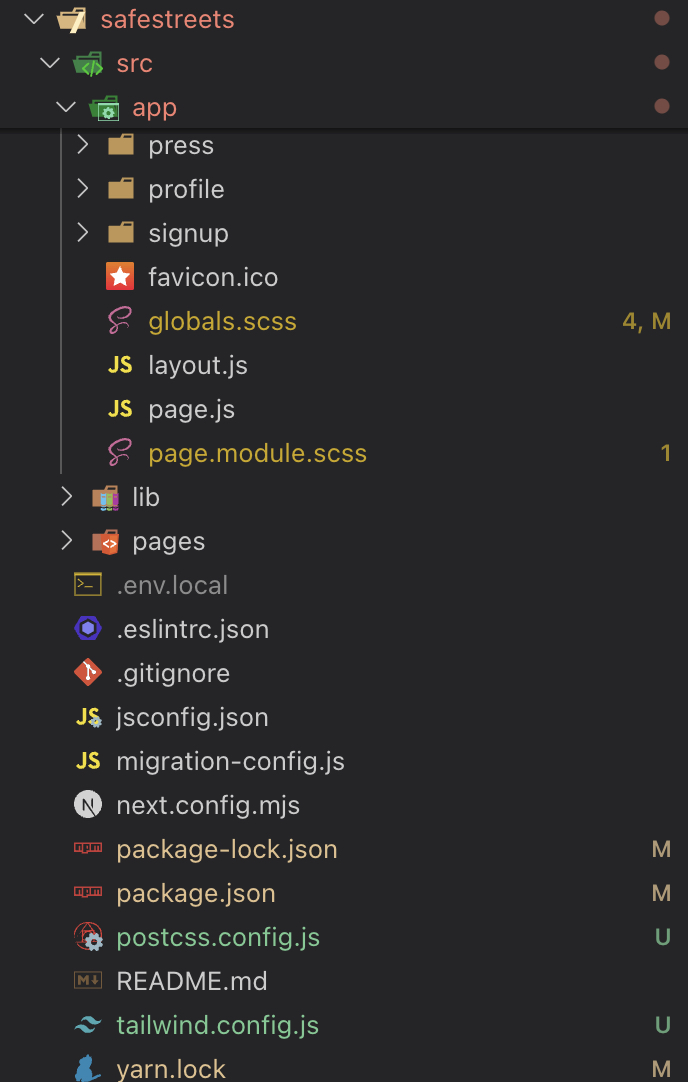 safestreets
src
app
press
profile
signup
favicon.ico
globals.scss 4, M
JS layout.js
JS page.js
page.module.scss 1
lib
pages
.env.local
.eslintrc.json
.gitignore
JS jsconfig.json
JS migration-config.js
N next.config.mjs
package-lock.json M
package.json M
postcss.config.js U
M README.md
tailwind.config.js U
yarn.lock M